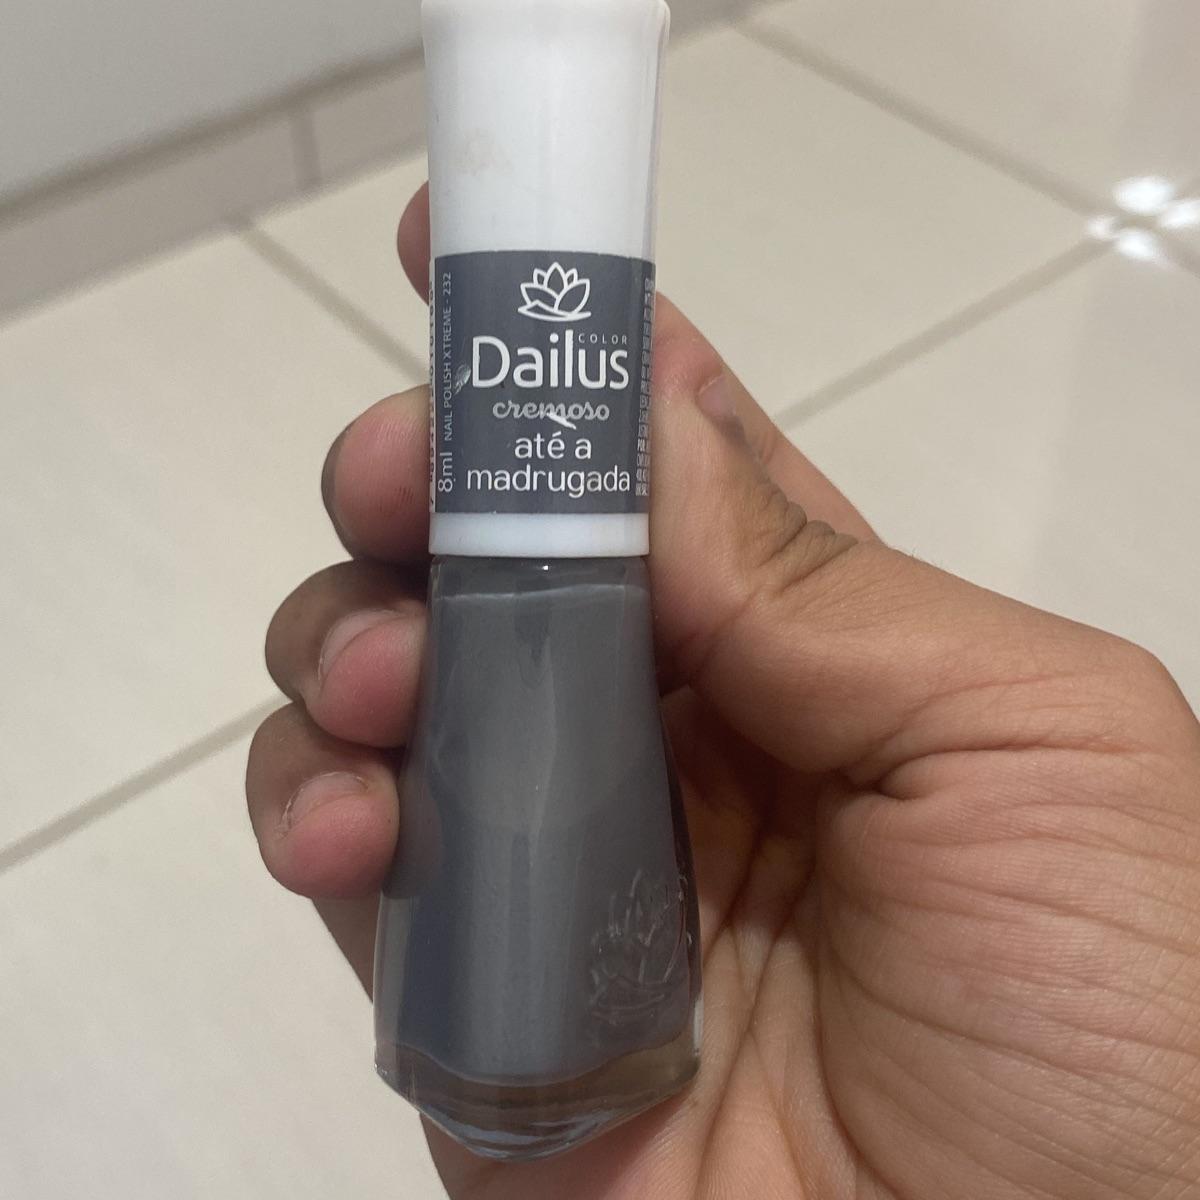 COLOR
Dailus
cremoso
até a
madrugada
8ml NAIL POLISH XTREME - 232